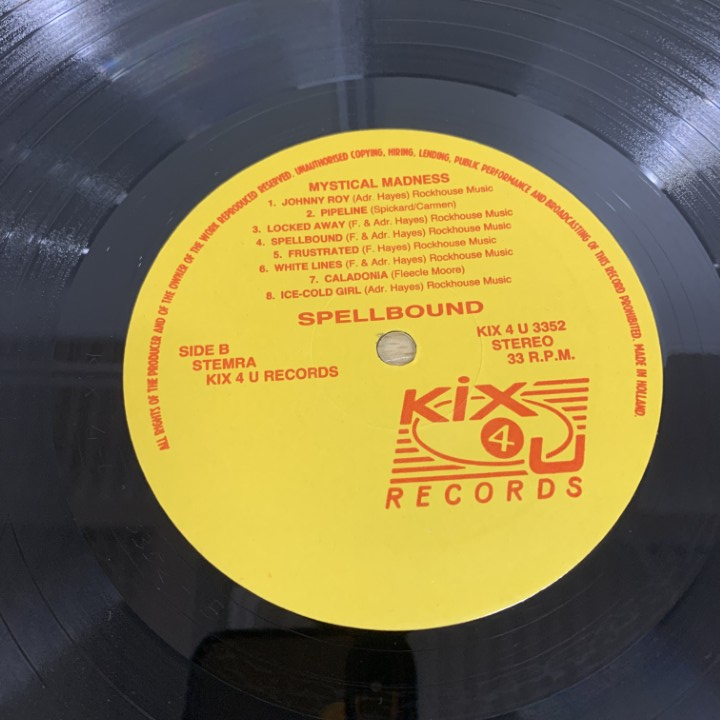 ALL RIGHTS OF THE PRODUCER AND OF THE OWNER OF THE WORK REPRODUCED RESERVED. UNAUTHORISED COPYING, HIRING, LENDING, PUBLIC PERFORMANCE AND BROADCASTING OF THIS RECORD PROHIBITED. MADE IN HOLLAND.
MYSTICAL MADNESS
1. JOHNNY ROY (Adr. Hayes) Rockhouse Music
2. PIPELINE (Spickard/Carmen)
3. LOCKED AWAY (F. & Adr. Hayes) Rockhouse Music
4. SPELLBOUND (F. & Adr. Hayes) Rockhouse Music
5. FRUSTRATED (F. Hayes) Rockhouse Music
6. WHITE LINES (F. & Adr. Hayes) Rockhouse Music
7. CALADONIA (Fleecle Moore)
8. ICE-COLD GIRL (Adr. Hayes) Rockhouse Music
SPELLBOUND
SIDE B
STEMRA
KIX 4 U RECORDS
KIX 4 U 3352
STEREO
33 R.P.M.
K-i-X
4
U
RECORDS